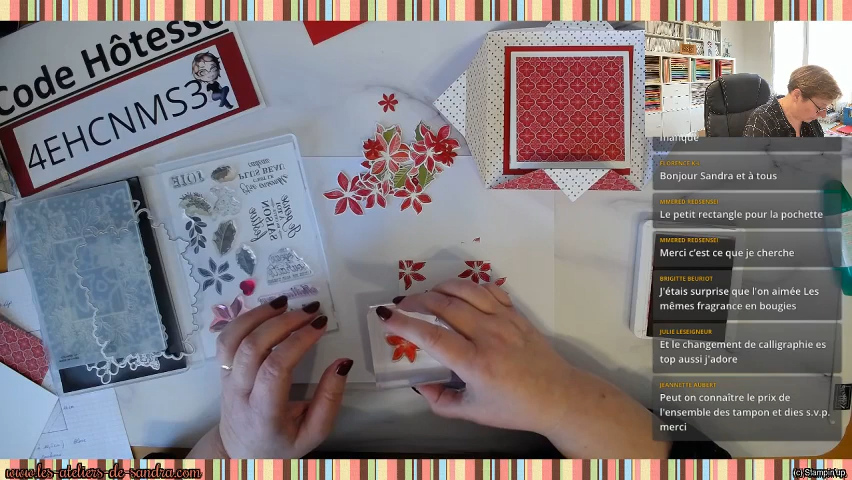 Code Hôtesse
4EHCNMS3
manque
FLORENCE K
Bonjour Sandra et à tous
MMERED REDSENSEI
Le petit rectangle pour la pochette
MMERED REDSENSEI
Merci c'est ce que je cherche
BRIGITTE BEURIOT
J'étais surprise que l'on aimée Les
mêmes fragrance en bougies
JULIE LESEIGNEUR
Et le changement de calligraphie es
top aussi j'adore
JEANNETTE AUBERT
Peut on connaître le prix de
l'ensemble des tampon et dies s.v.p.
merci
www.les-ateliers-de-sandra.com
(c) Stampin'up